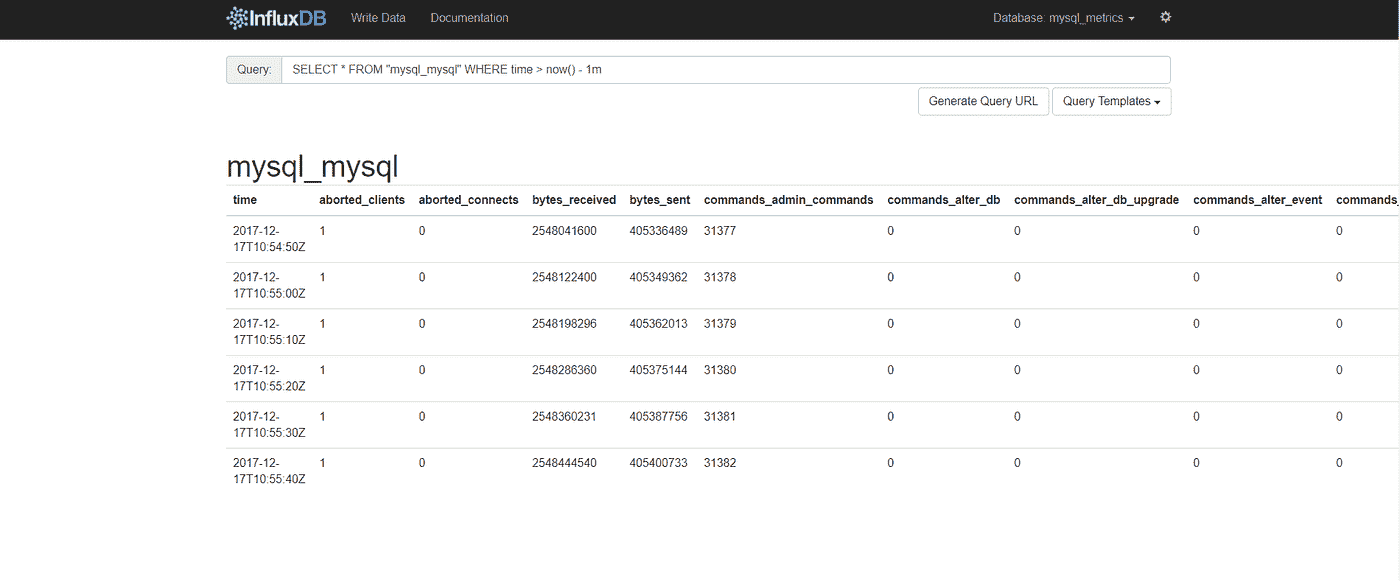 InfluxDB Write Data Documentation Database: mysql_metrics
Query: SELECT * FROM "mysql_mysql" WHERE time > now() - 1m
Generate Query URL Query Templates
mysql_mysql
time aborted_clients aborted_connects bytes_received bytes_sent commands_admin_commands commands_alter_db commands_alter_db_upgrade commands_alter_event commands_
2017-12- 1 0 2548041600 405336489 31377 0 0 0 0
17T10:54:50Z
2017-12- 1 0 2548122400 405349362 31378 0 0 0 0
17T10:55:00Z
2017-12- 1 0 2548198296 405362013 31379 0 0 0 0
17T10:55:10Z
2017-12- 1 0 2548286360 405375144 31380 0 0 0 0
17T10:55:20Z
2017-12- 1 0 2548360231 405387756 31381 0 0 0 0
17T10:55:30Z
2017-12- 1 0 2548444540 405400733 31382 0 0 0 0
17T10:55:40Z